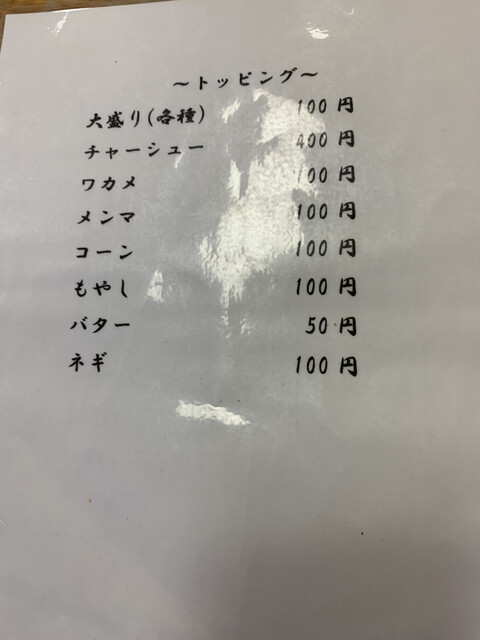 ～トッピング～
大盛り(各種) 100円
チャーシュー 400円
ワカメ 100円
メンマ 100円
コーン 100円
もやし 100円
バター 50円
ネギ 100円